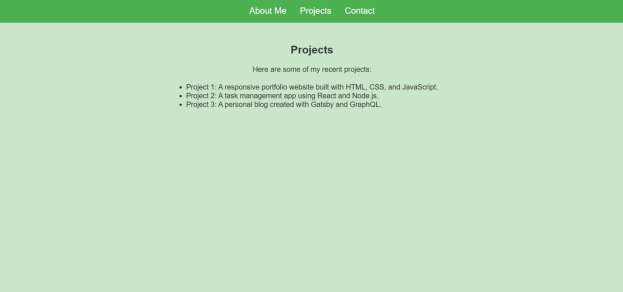 About Me Projects Contact
Projects
Here are some of my recent projects:
Project 1: A responsive portfolio website built with HTML, CSS, and JavaScript.
Project 2: A task management app using React and Node.js.
Project 3: A personal blog created with Gatsby and GraphQL.